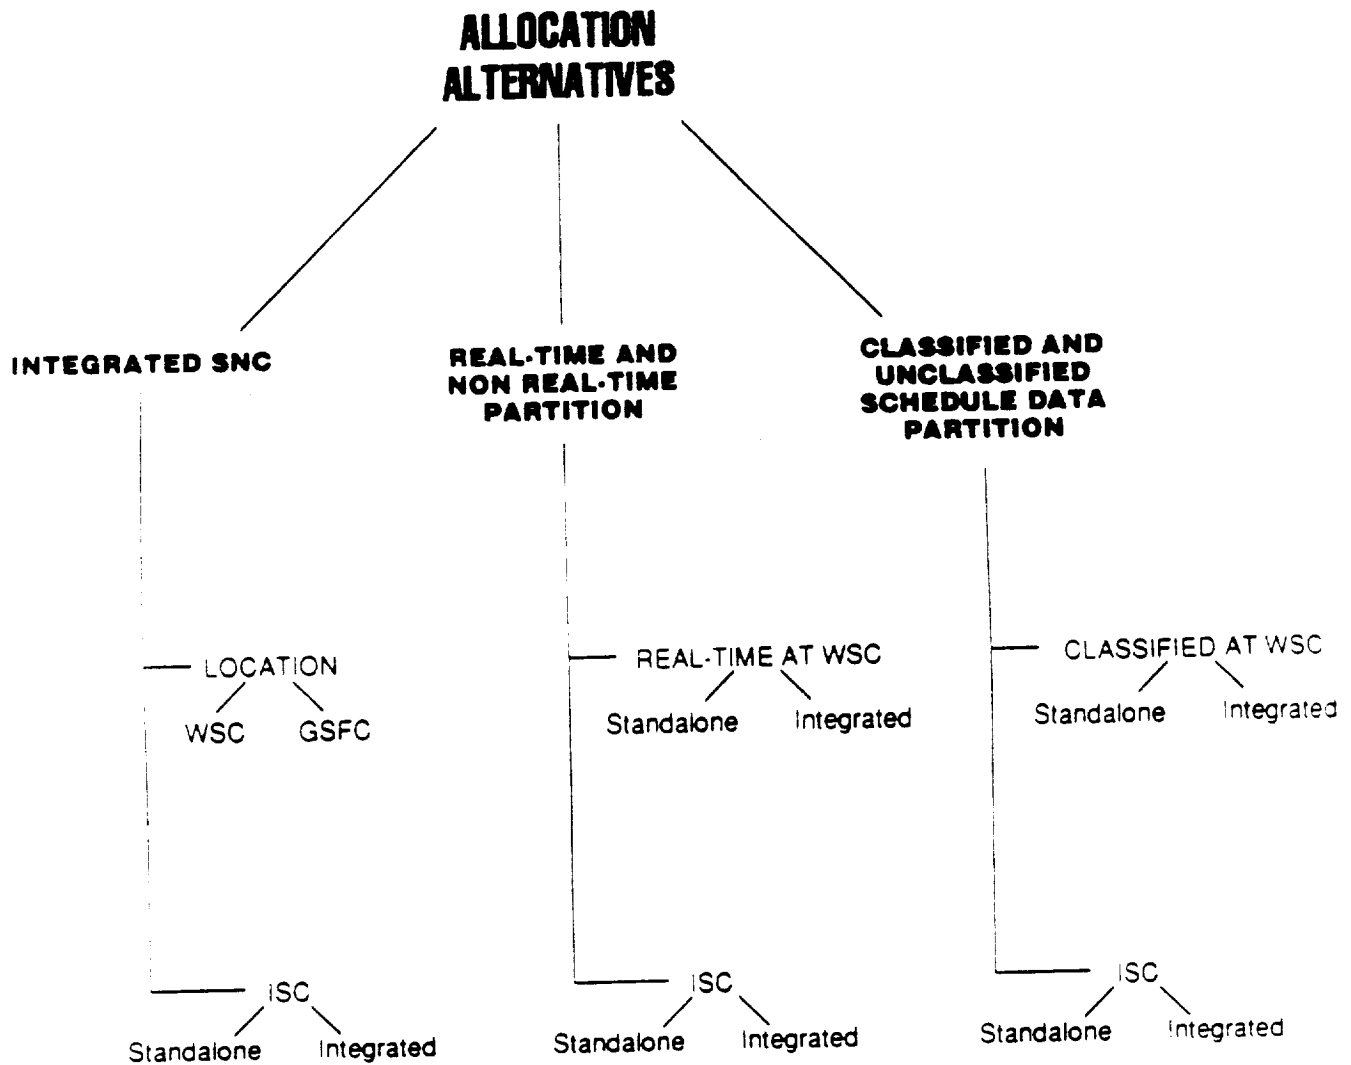 ALLOCATION
ALTERNATIVES
INTEGRATED SNC
REAL-TIME AND
NON REAL-TIME
PARTITION
CLASSIFIED AND
UNCLASSIFIED
SCHEDULE DATA
PARTITION
LOCATION
WSC GSFC
REAL-TIME AT WSC
Standalone Integrated
CLASSIFIED AT WSC
Standalone Integrated
ISC
Standalone Integrated
ISC
Standalone Integrated
ISC
Standalone Integrated